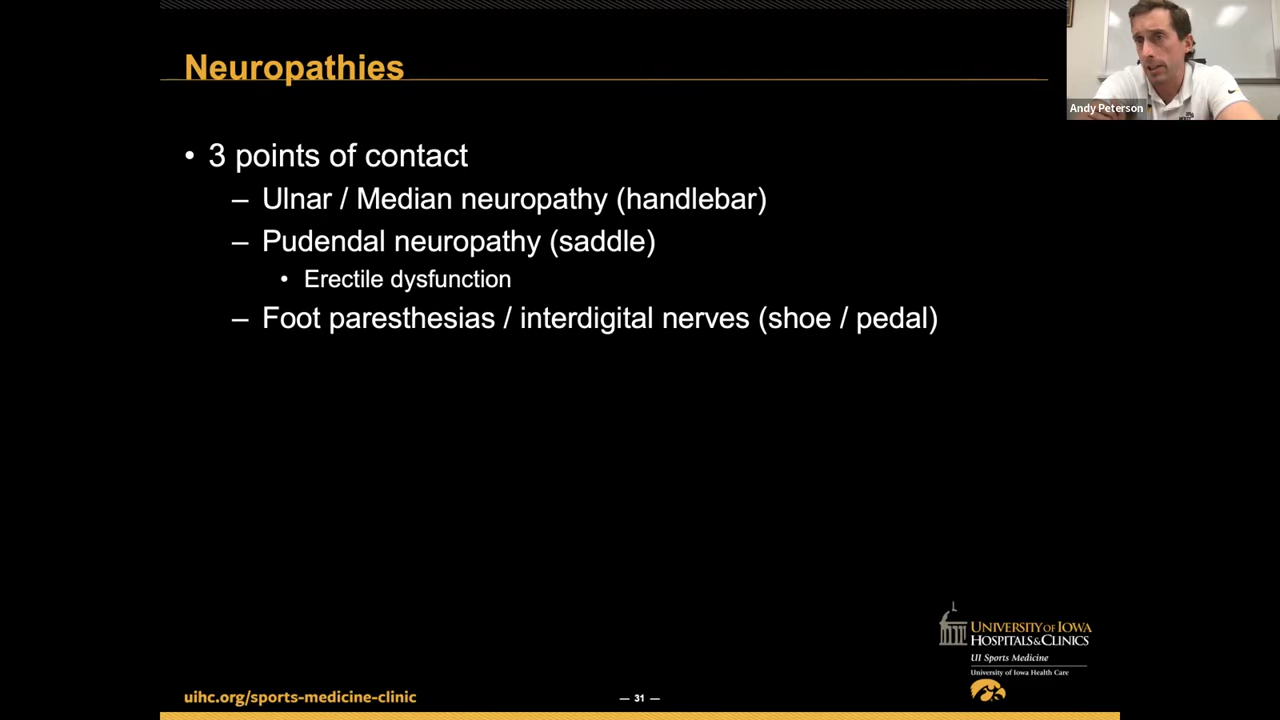 Neuropathies
Andy Peterson
• 3 points of contact
– Ulnar / Median neuropathy (handlebar)
– Pudendal neuropathy (saddle)
• Erectile dysfunction
– Foot paresthesias / interdigital nerves (shoe / pedal)
UNIVERSITY OF IOWA
HOSPITALS & CLINICS
UI Sports Medicine
University of Iowa Health Care
uihc.org/sports-medicine-clinic
— 31 —